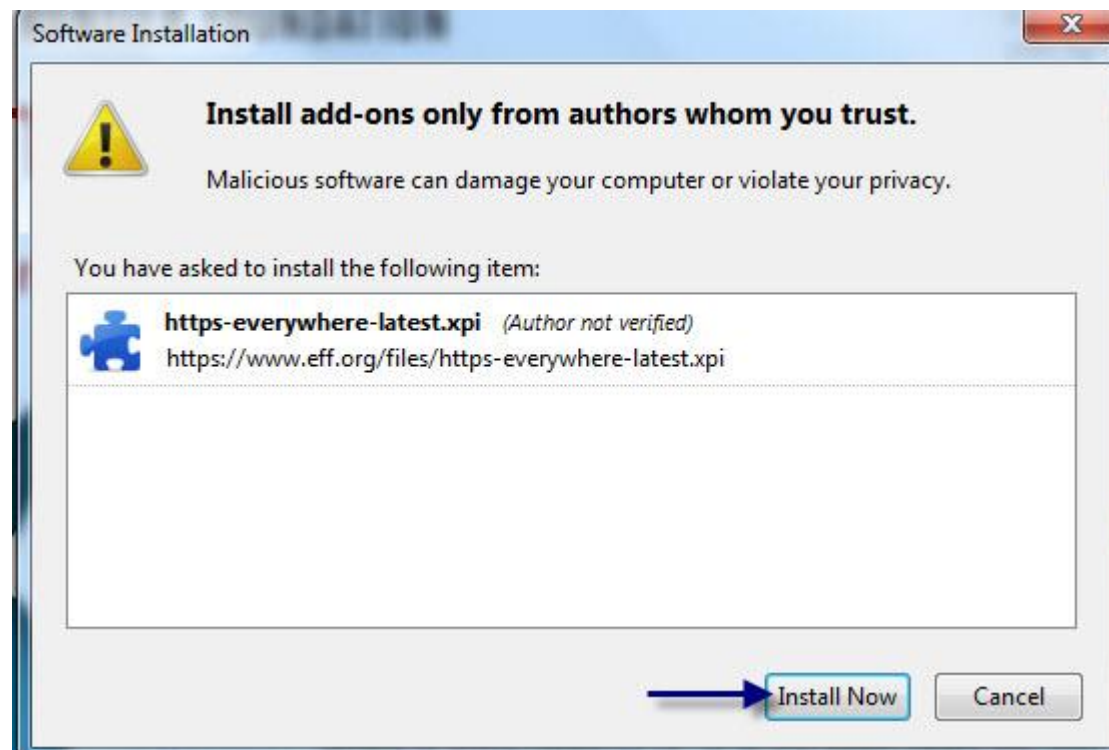 Software Installation
Install add-ons only from authors whom you trust.
Malicious software can damage your computer or violate your privacy.
You have asked to install the following item:
https-everywhere-latest.xpi (Author not verified)
https://www.eff.org/files/https-everywhere-latest.xpi
Install Now Cancel